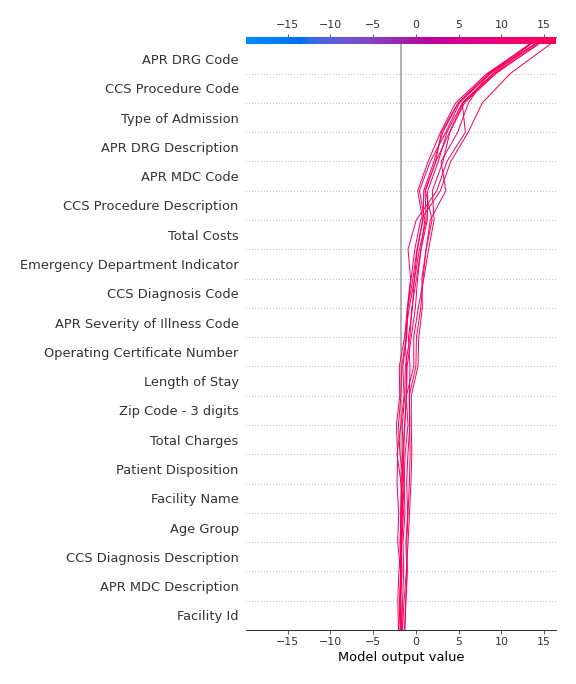 −15 −10 −5 0 5 10 15
APR DRG Code
CCS Procedure Code
Type of Admission
APR DRG Description
APR MDC Code
CCS Procedure Description
Total Costs
Emergency Department Indicator
CCS Diagnosis Code
APR Severity of Illness Code
Operating Certificate Number
Length of Stay
Zip Code - 3 digits
Total Charges
Patient Disposition
Facility Name
Age Group
CCS Diagnosis Description
APR MDC Description
Facility Id
−15 −10 −5 0 5 10 15
Model output value